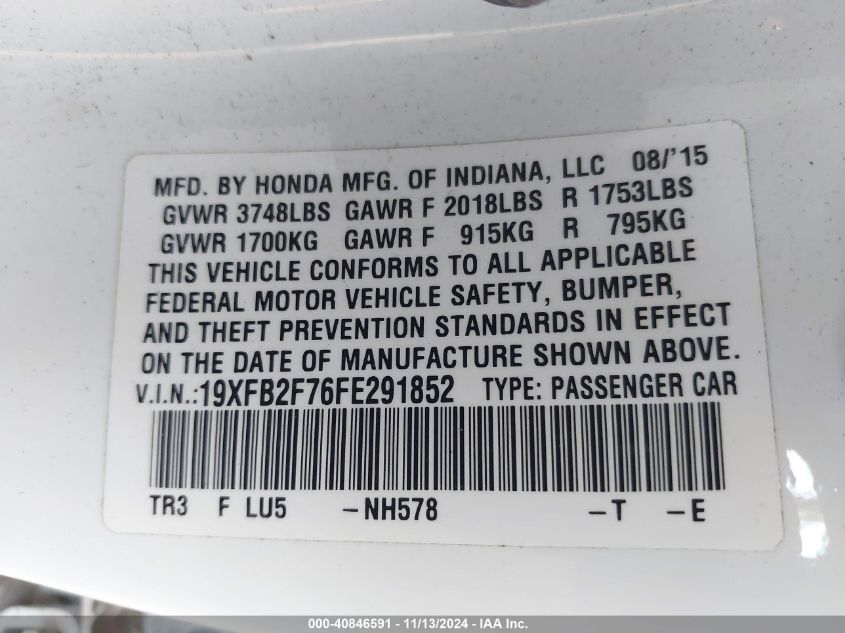 MFD. BY HONDA MFG. OF INDIANA, LLC 08/'15
GVWR 3748LBS GAWR F 2018LBS R 1753LBS
GVWR 1700KG GAWR F 915KG R 795KG
THIS VEHICLE CONFORMS TO ALL APPLICABLE
FEDERAL MOTOR VEHICLE SAFETY, BUMPER,
AND THEFT PREVENTION STANDARDS IN EFFECT
ON THE DATE OF MANUFACTURE SHOWN ABOVE.
V.I.N.:19XFB2F76FE291852 TYPE: PASSENGER CAR
TR3 F LU5 -NH578 -T -E
000-40846591 - 11/13/2024 - IAA Inc.